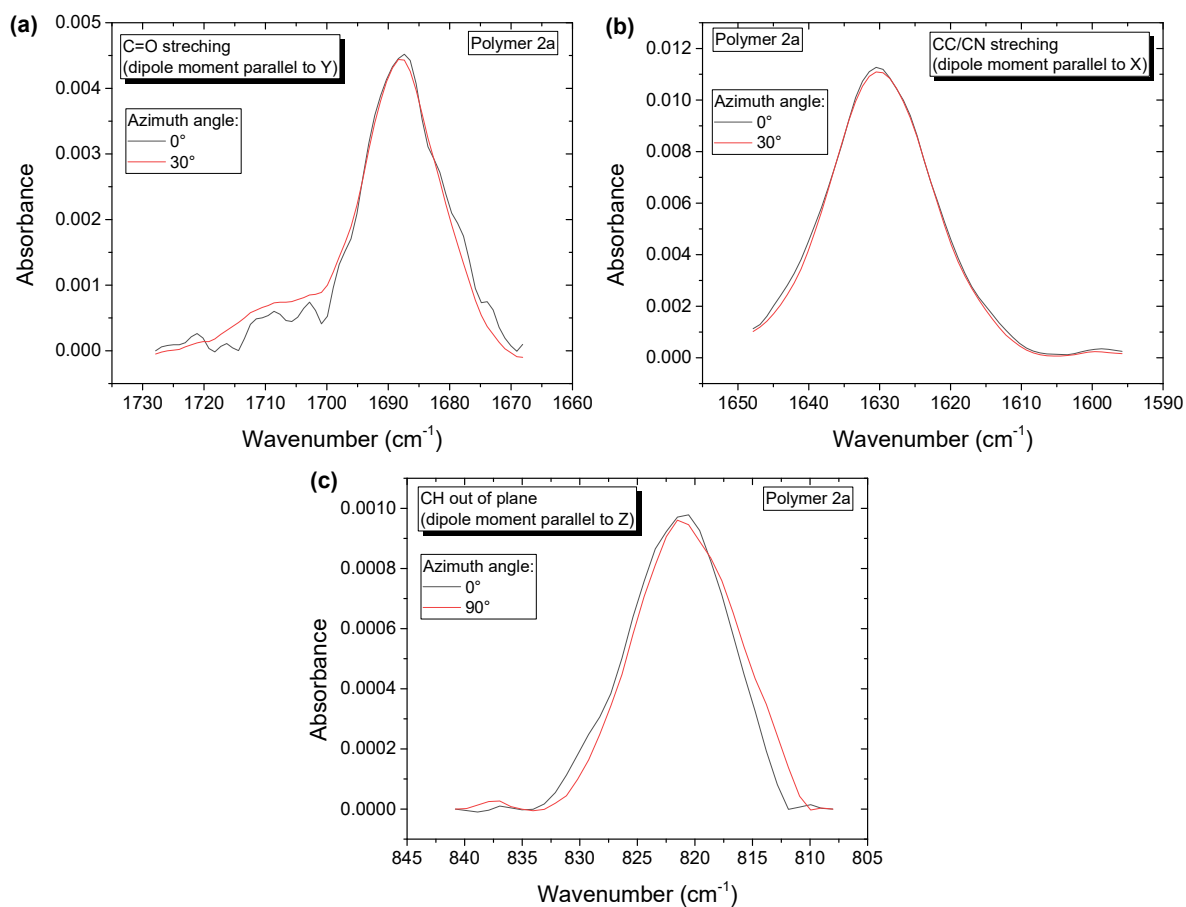 (a)
C=O streching
(dipole moment parallel to Y)
Polymer 2a
Azimuth angle:
0°
30°
0.005
0.004
0.003
0.002
0.001
0.000
Absorbance
1730 1720 1710 1700 1690 1680 1670 1660
Wavenumber (cm⁻¹)
(b)
Polymer 2a
CC/CN streching
(dipole moment parallel to X)
Azimuth angle:
0°
30°
0.012
0.010
0.008
0.006
0.004
0.002
0.000
Absorbance
1650 1640 1630 1620 1610 1600 1590
Wavenumber (cm⁻¹)
(c)
CH out of plane
(dipole moment parallel to Z)
Polymer 2a
Azimuth angle:
0°
90°
0.0010
0.0008
0.0006
0.0004
0.0002
0.0000
Absorbance
845 840 835 830 825 820 815 810 805
Wavenumber (cm⁻¹)